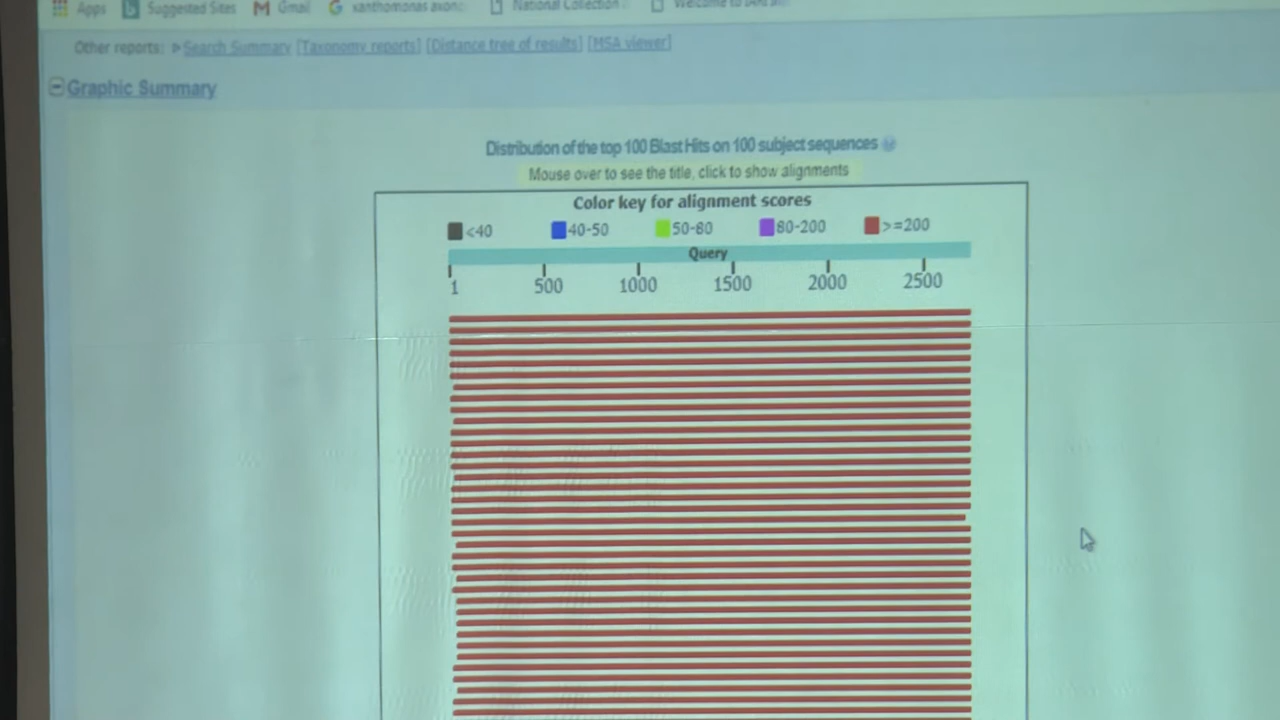 Apps Suggested Sites Gmail xanthomonas axono National Collection Welcome to
Other reports: Search Summary [Taxonomy reports] [Distance tree of results] [MSA viewer]
Graphic Summary
Distribution of the top 100 Blast Hits on 100 subject sequences
Mouse over to see the title, click to show alignments
Color key for alignment scores
<40 40-50 50-80 80-200 >=200
Query
1 500 1000 1500 2000 2500